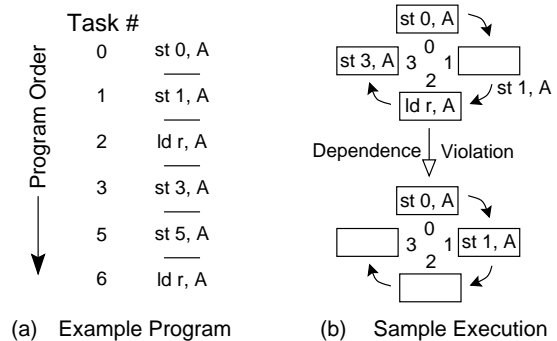 Task #
Program Order
0 st 0, A
1 st 1, A
2 ld r, A
3 st 3, A
5 st 5, A
6 ld r, A
(a) Example Program
st 0, A
0
st 3, A 3 1
2
st 1, A
ld r, A
Dependence Violation
st 0, A
0
3 1 st 1, A
2
(b) Sample Execution